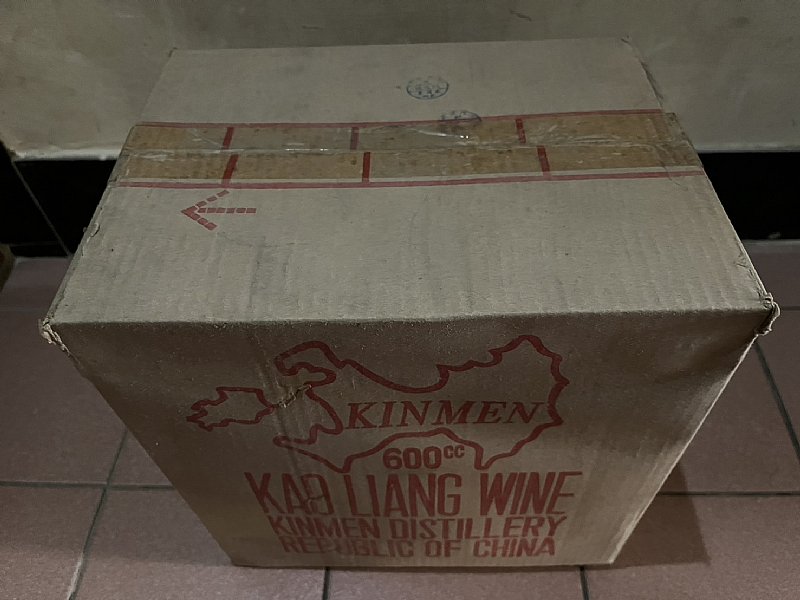 KINMEN
600cc
KAO LIANG WINE
KINMEN DISTILLERY
REPUBLIC OF CHINA